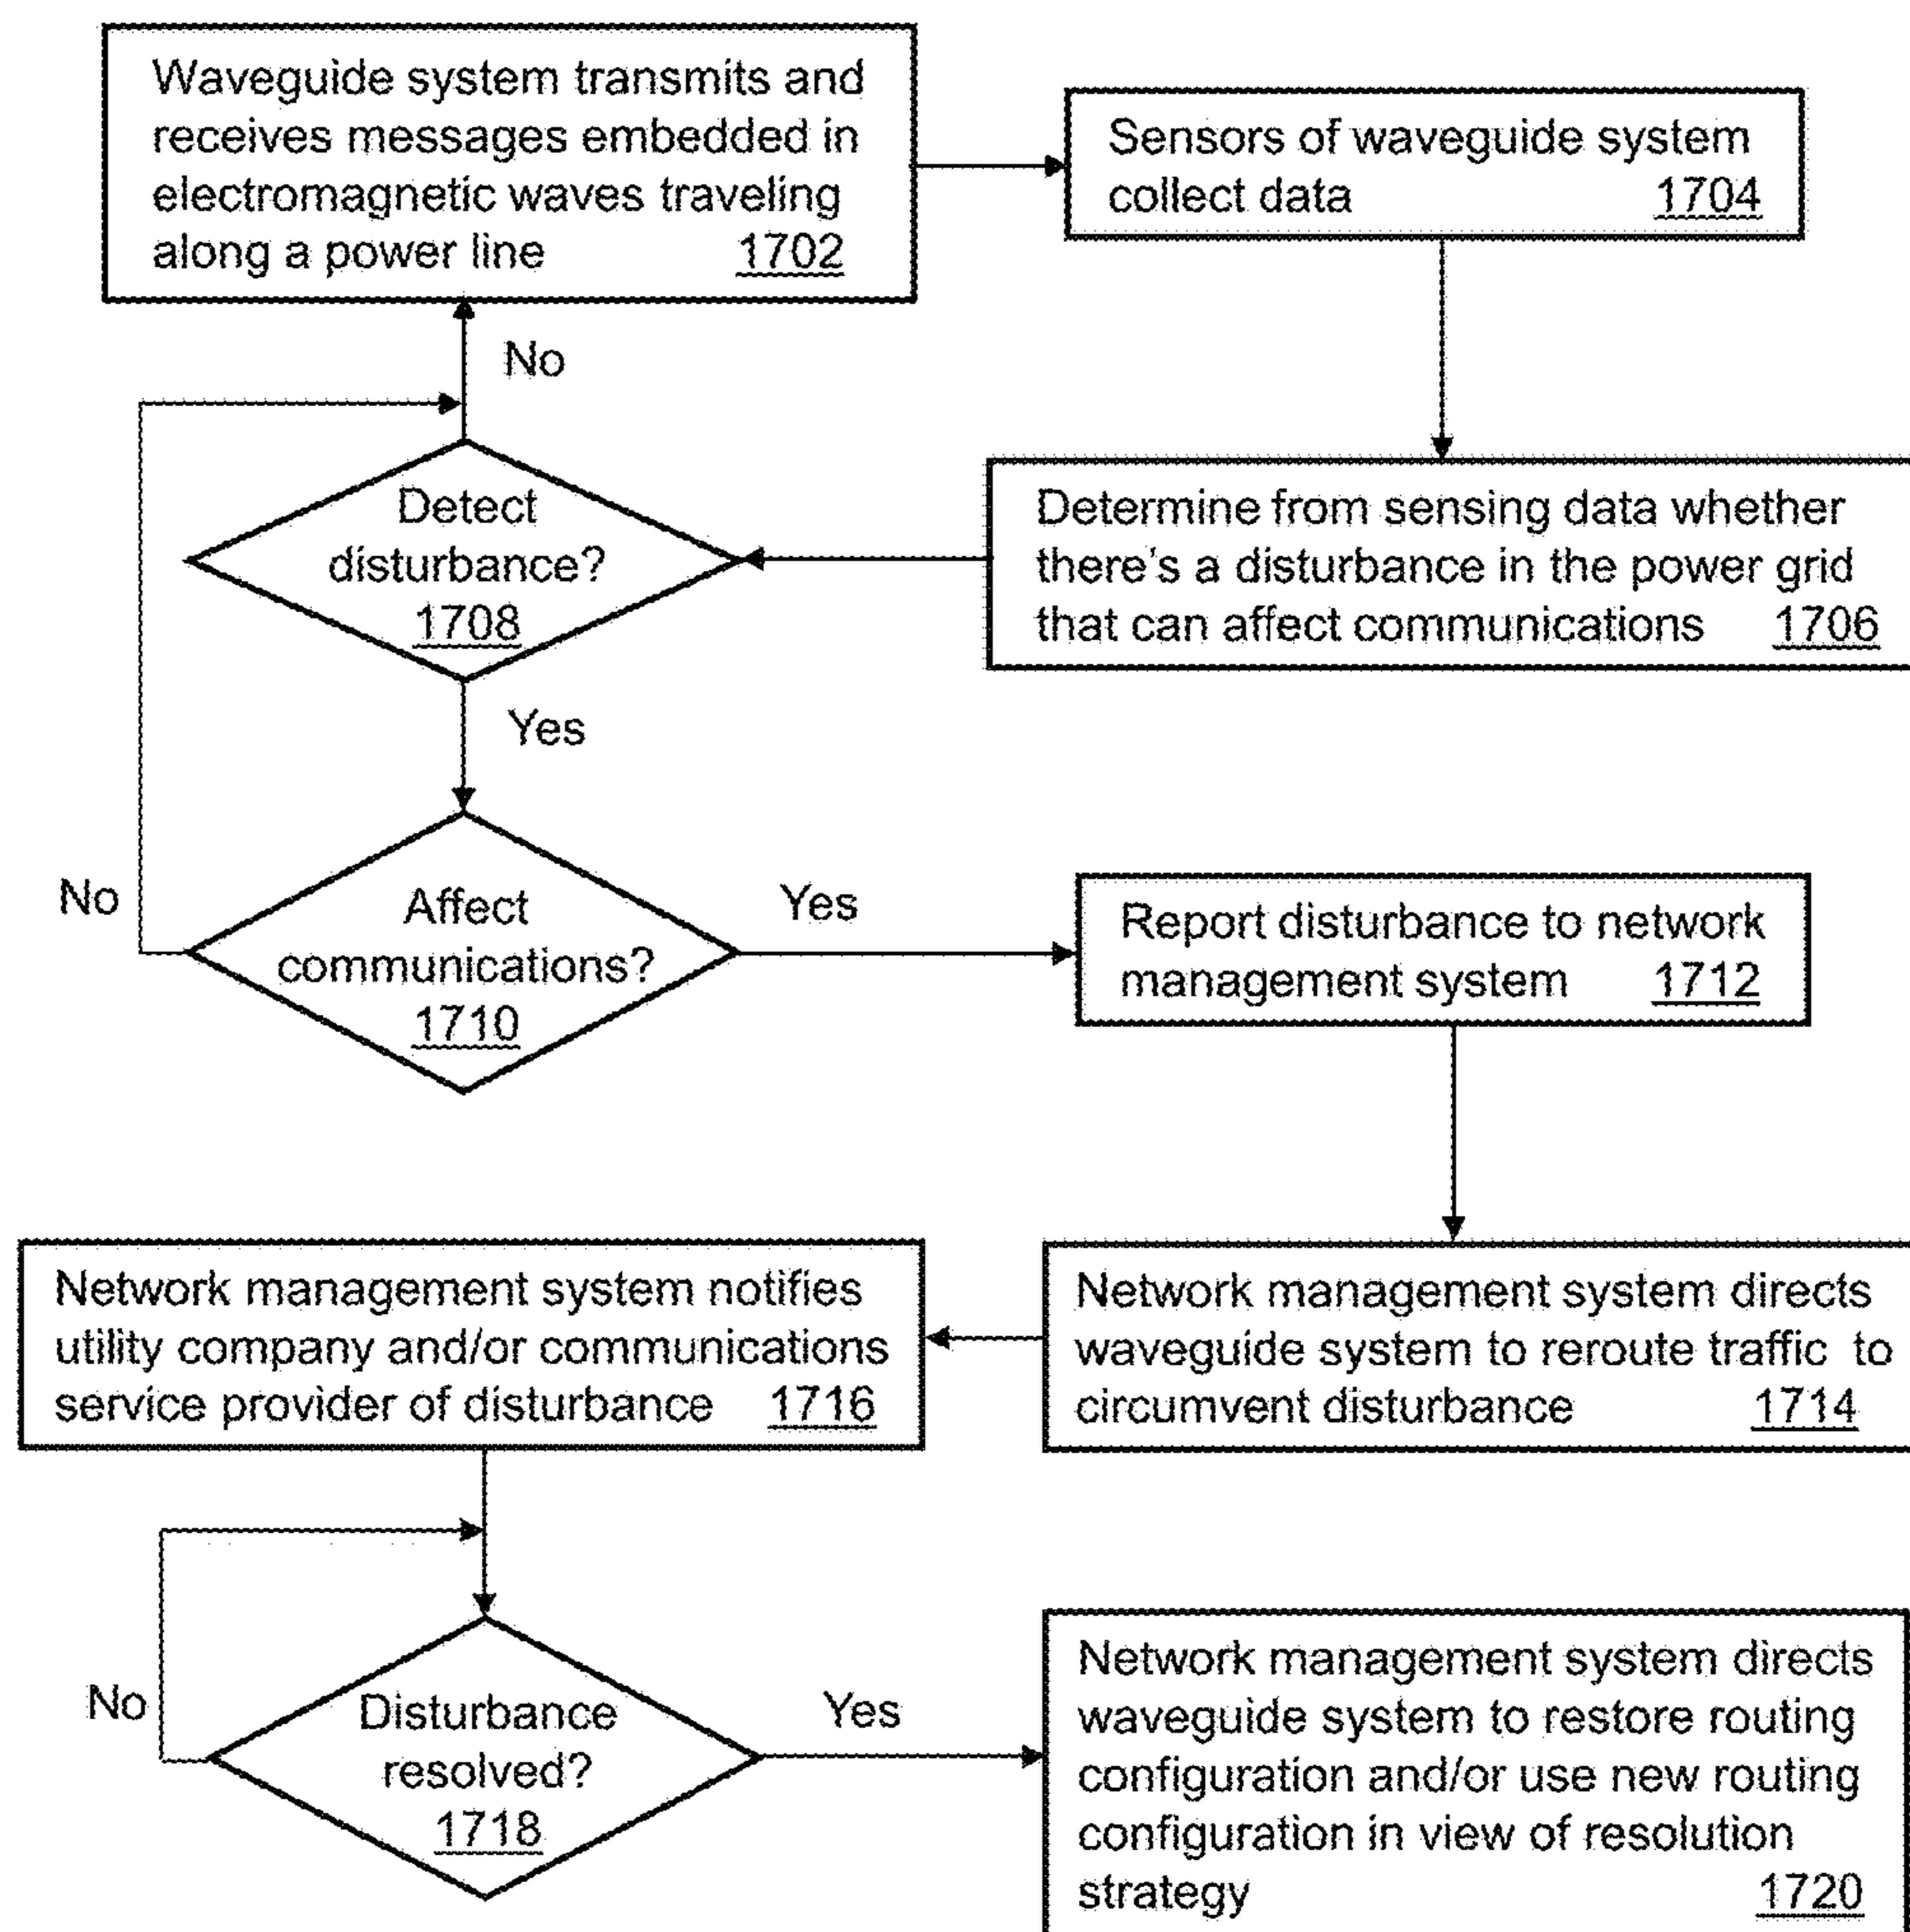 Waveguide system transmits and
receives messages embedded in
electromagnetic waves traveling
along a power line 1702
Sensors of waveguide system
collect data 1704
No
Detect
disturbance?
1708
Determine from sensing data whether
there's a disturbance in the power grid
that can affect communications 1706
Yes
No
Affect
communications?
1710
Yes
Report disturbance to network
management system 1712
Network management system notifies
utility company and/or communications
service provider of disturbance 1716
Network management system directs
waveguide system to reroute traffic to
circumvent disturbance 1714
No
Disturbance
resolved?
1718
Yes
Network management system directs
waveguide system to restore routing
configuration and/or use new routing
configuration in view of resolution
strategy 1720